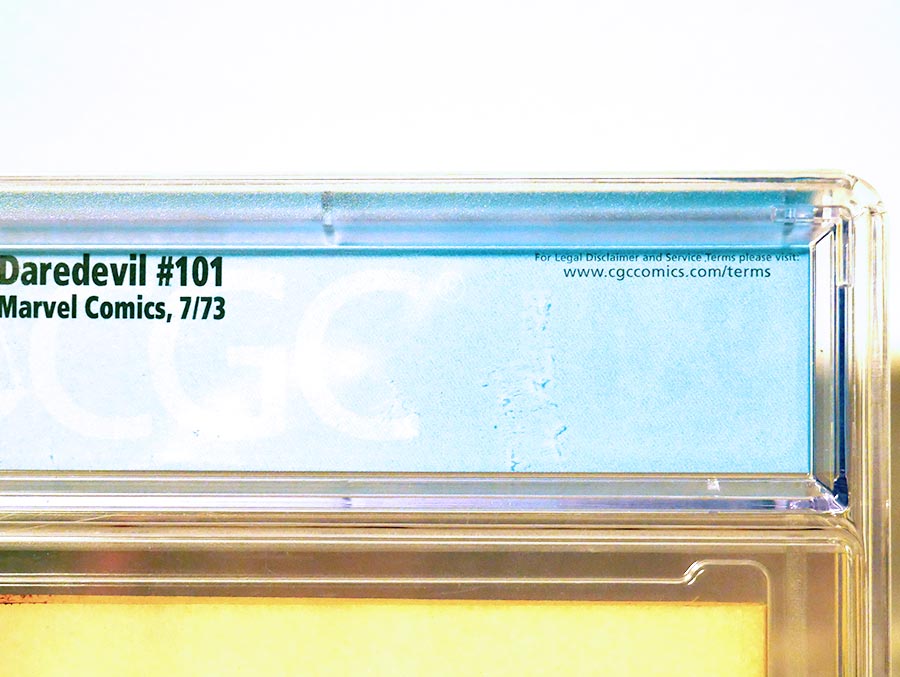 Daredevil #101
Marvel Comics, 7/73
For Legal Disclaimer and Service Terms please visit:
www.cgccomics.com/terms
CGC